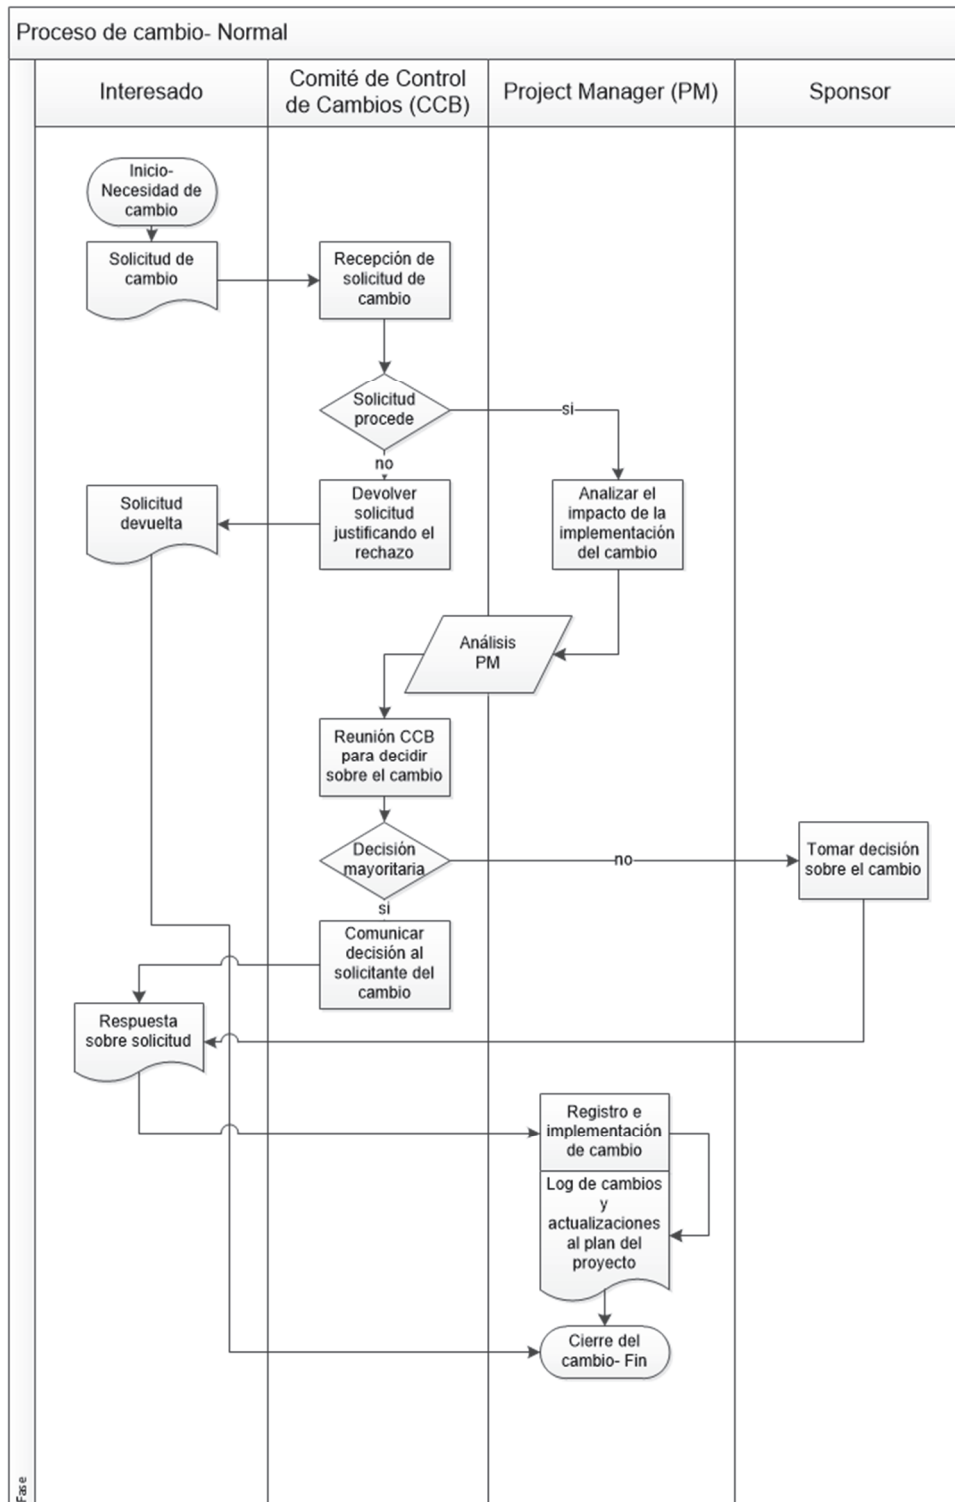 Proceso de cambio- Normal
Interesado
Comité de Control
de Cambios (CCB)
Project Manager (PM)
Sponsor
Inicio-
Necesidad de
cambio
Solicitud de
cambio
Recepción de
solicitud de
cambio
Solicitud
procede
si
no
Solicitud
devuelta
Devolver
solicitud
justificando el
rechazo
Analizar el
impacto de la
implementación
del cambio
Análisis
PM
Reunión CCB
para decidir
sobre el cambio
Decisión
mayoritaria
no
Tomar decisión
sobre el cambio
si
Comunicar
decisión al
solicitante del
cambio
Respuesta
sobre solicitud
Registro e
implementación
de cambio
Log de cambios
y
actualizaciones
al plan del
proyecto
Cierre del
cambio- Fin
Fase